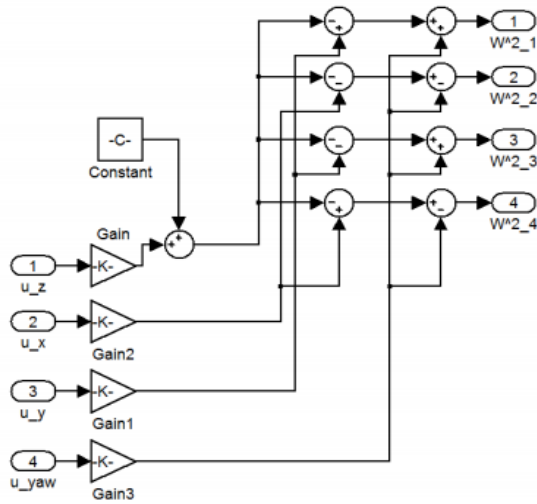 - +
+ +
1
W^2_1
- -
+ -
2
W^2_2
-C-
Constant
- -
+ +
3
W^2_3
- +
+ -
4
W^2_4
Gain
+ +
1
-K-
u_z
2
-K-
u_x
Gain2
3
-K-
u_y
Gain1
4
-K-
u_yaw
Gain3